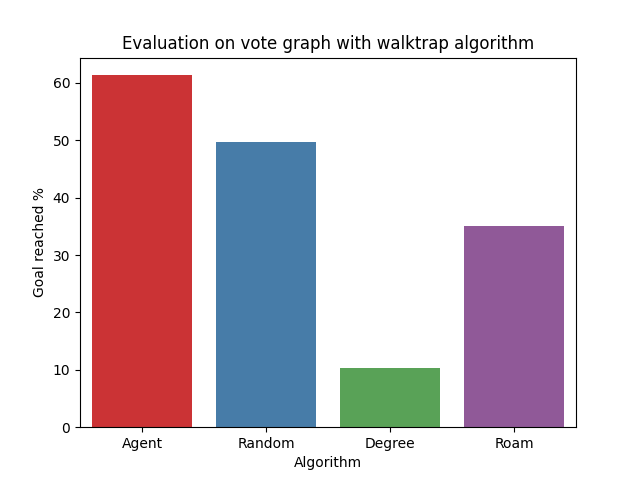 Evaluation on vote graph with walktrap algorithm
Goal reached %
60
50
40
30
20
10
0
Agent Random Degree Roam
Algorithm